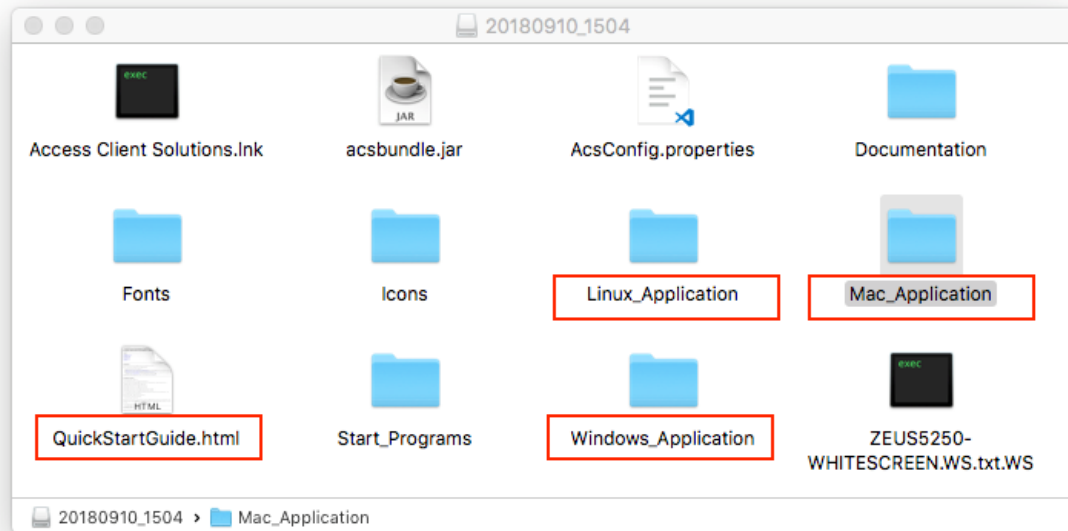 20180910_1504
exec
JAR
Access Client Solutions.lnk
acsbundle.jar
AcsConfig.properties
Documentation
Fonts
Icons
Linux_Application
Mac_Application
HTML
exec
QuickStartGuide.html
Start_Programs
Windows_Application
ZEUS5250-
WHITESCREEN.WS.txt.WS
20180910_1504 › Mac_Application